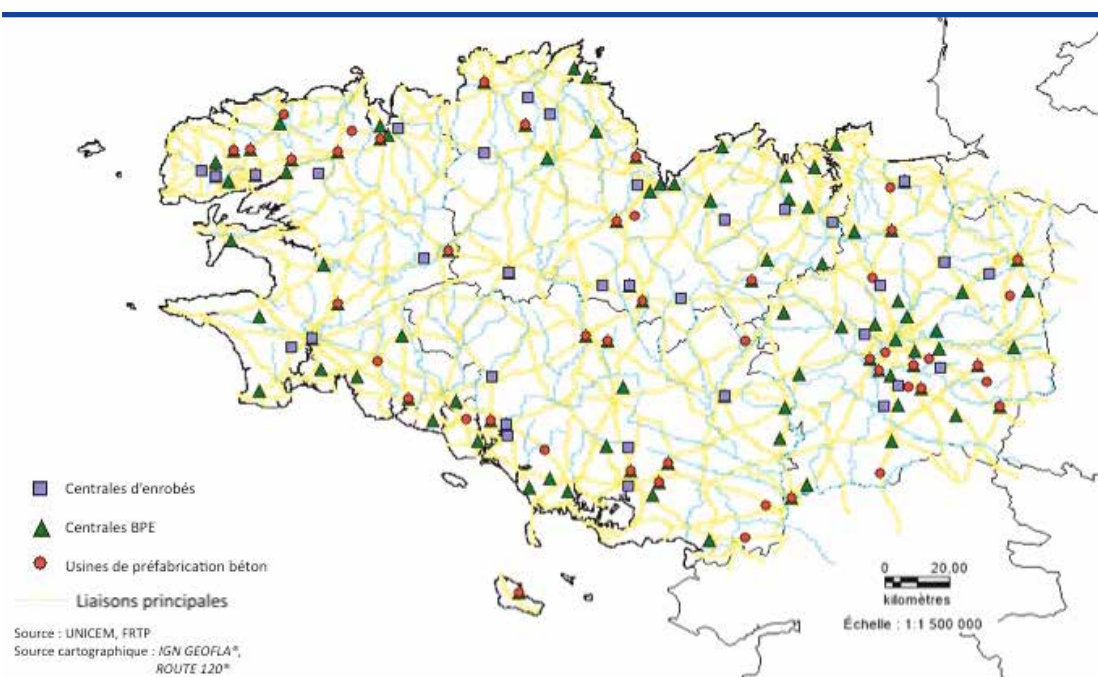 Centrales d'enrobés
Centrales BPE
Usines de préfabrication béton
Liaisons principales
Source : UNICEM, FRTP
Source cartographique : IGN GEOFLA®,
ROUTE 120®
0 20,00
kilomètres
Échelle : 1:1 500 000